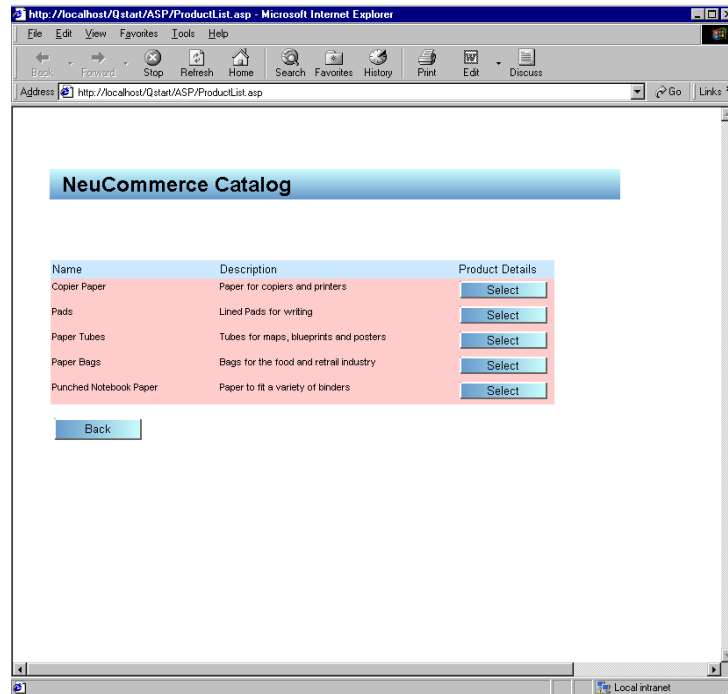 http://localhost/Qstart/ASP/ProductList.asp - Microsoft Internet Explorer
File Edit View Favorites Tools Help
Back Forward Stop Refresh Home Search Favorites History Print Edit Discuss
Address http://localhost/Qstart/ASP/ProductList.asp Go Links
NeuCommerce Catalog
Name Description Product Details
Copier Paper Paper for copiers and printers Select
Pads Lined Pads for writing Select
Paper Tubes Tubes for maps, blueprints and posters Select
Paper Bags Bags for the food and retrail industry Select
Punched Notebook Paper Paper to fit a variety of binders Select
Back
Local intranet